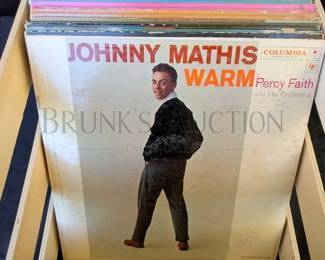 JOHNNY MATHIS
COLUMBIA
WARM
Percy Faith
and His Orchestra
BRUNK'S AUCTION